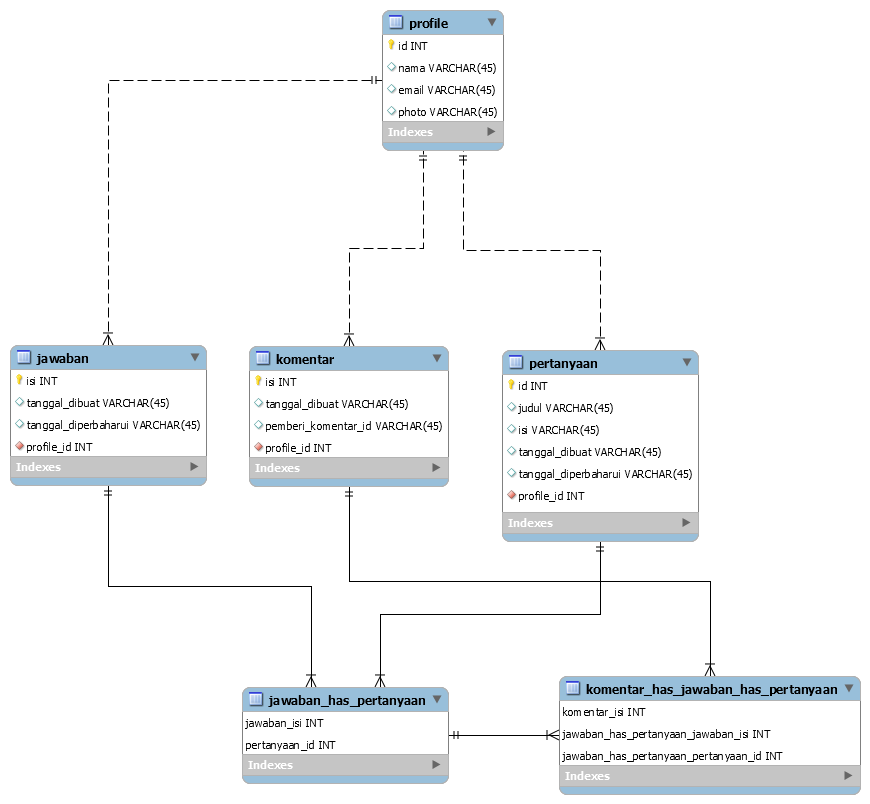 profile
id INT
nama VARCHAR(45)
email VARCHAR(45)
photo VARCHAR(45)
Indexes
jawaban
isi INT
tanggal_dibuat VARCHAR(45)
tanggal_diperbaharui VARCHAR(45)
profile_id INT
Indexes
komentar
isi INT
tanggal_dibuat VARCHAR(45)
pemberi_komentar_id VARCHAR(45)
profile_id INT
Indexes
pertanyaan
id INT
judul VARCHAR(45)
isi VARCHAR(45)
tanggal_dibuat VARCHAR(45)
tanggal_diperbaharui VARCHAR(45)
profile_id INT
Indexes
jawaban_has_pertanyaan
jawaban_isi INT
pertanyaan_id INT
Indexes
komentar_has_jawaban_has_pertanyaan
komentar_isi INT
jawaban_has_pertanyaan_jawaban_isi INT
jawaban_has_pertanyaan_pertanyaan_id INT
Indexes